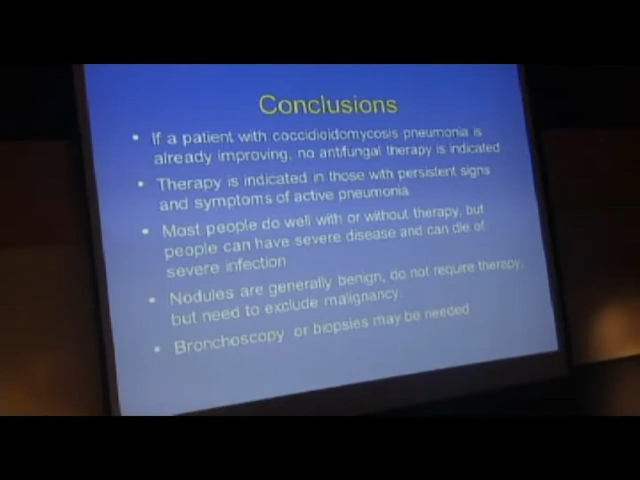 Conclusions
• If a patient with coccidioidomycosis pneumonia is
already improving, no antifungal therapy is indicated
• Therapy is indicated in those with persistent signs
and symptoms of active pneumonia
• Most people do well with or without therapy, but
people can have severe disease and can die of
severe infection
• Nodules are generally benign, do not require therapy,
but need to exclude malignancy.
• Bronchoscopy or biopsies may be needed